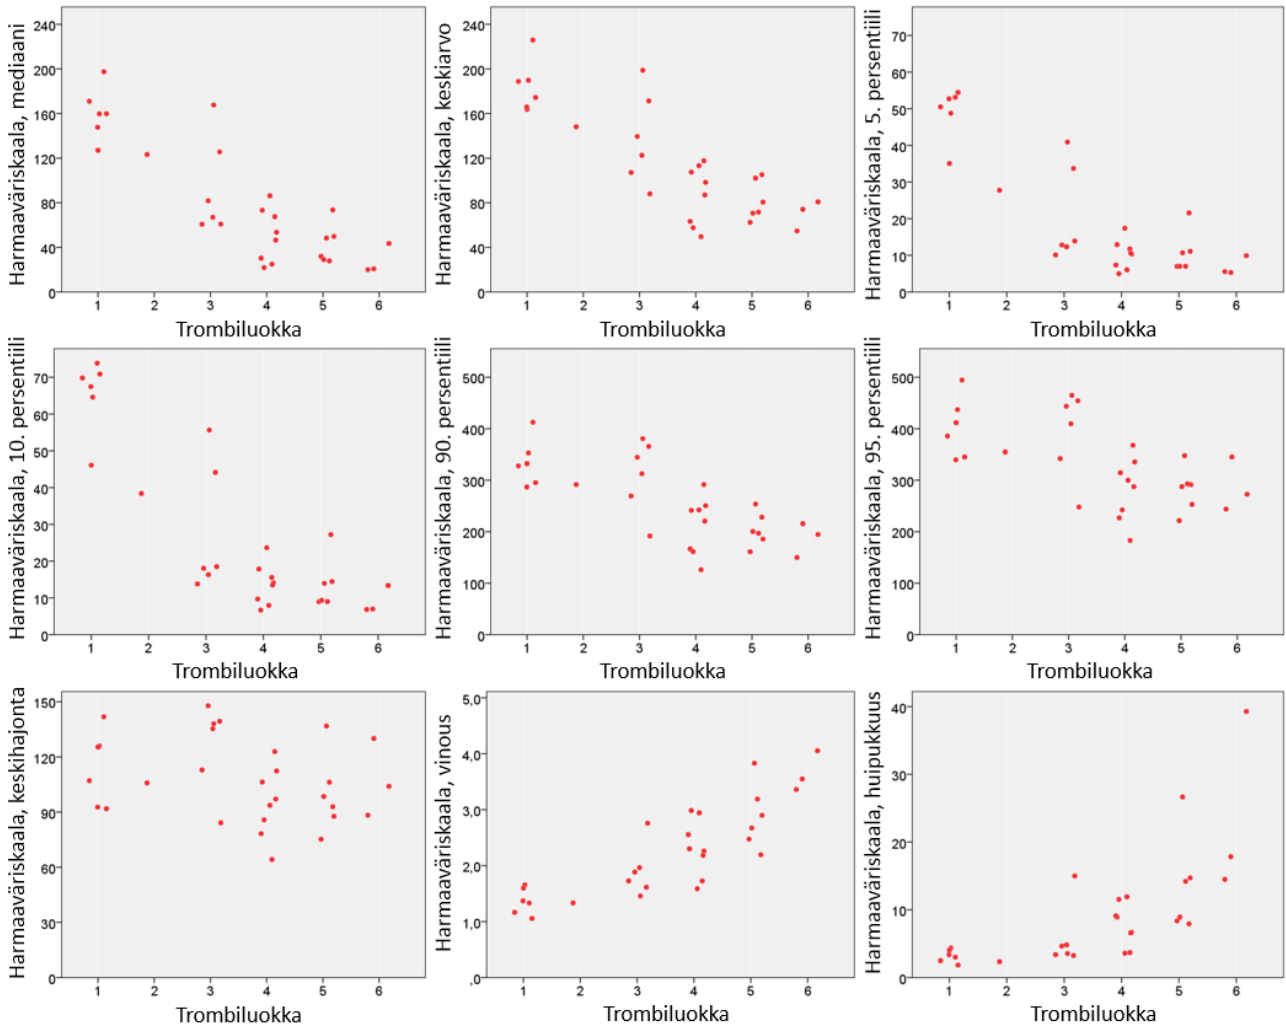 Harmaaväriskaala, mediaani
240
200
160
120
80
40
0
1 2 3 4 5 6
Trombiluokka
Harmaaväriskaala, keskiarvo
240
200
160
120
80
40
0
1 2 3 4 5 6
Trombiluokka
Harmaaväriskaala, 5. persentiili
70
60
50
40
30
20
10
0
1 2 3 4 5 6
Trombiluokka
Harmaaväriskaala, 10. persentiili
70
60
50
40
30
20
10
0
1 2 3 4 5 6
Trombiluokka
Harmaaväriskaala, 90. persentiili
500
400
300
200
100
0
1 2 3 4 5 6
Trombiluokka
Harmaaväriskaala, 95. persentiili
500
400
300
200
100
0
1 2 3 4 5 6
Trombiluokka
Harmaaväriskaala, keskihajonta
150
120
90
60
30
0
1 2 3 4 5 6
Trombiluokka
Harmaaväriskaala, vinous
5,0
4,0
3,0
2,0
1,0
,0
1 2 3 4 5 6
Trombiluokka
Harmaaväriskaala, huipukkuus
40
30
20
10
0
1 2 3 4 5 6
Trombiluokka